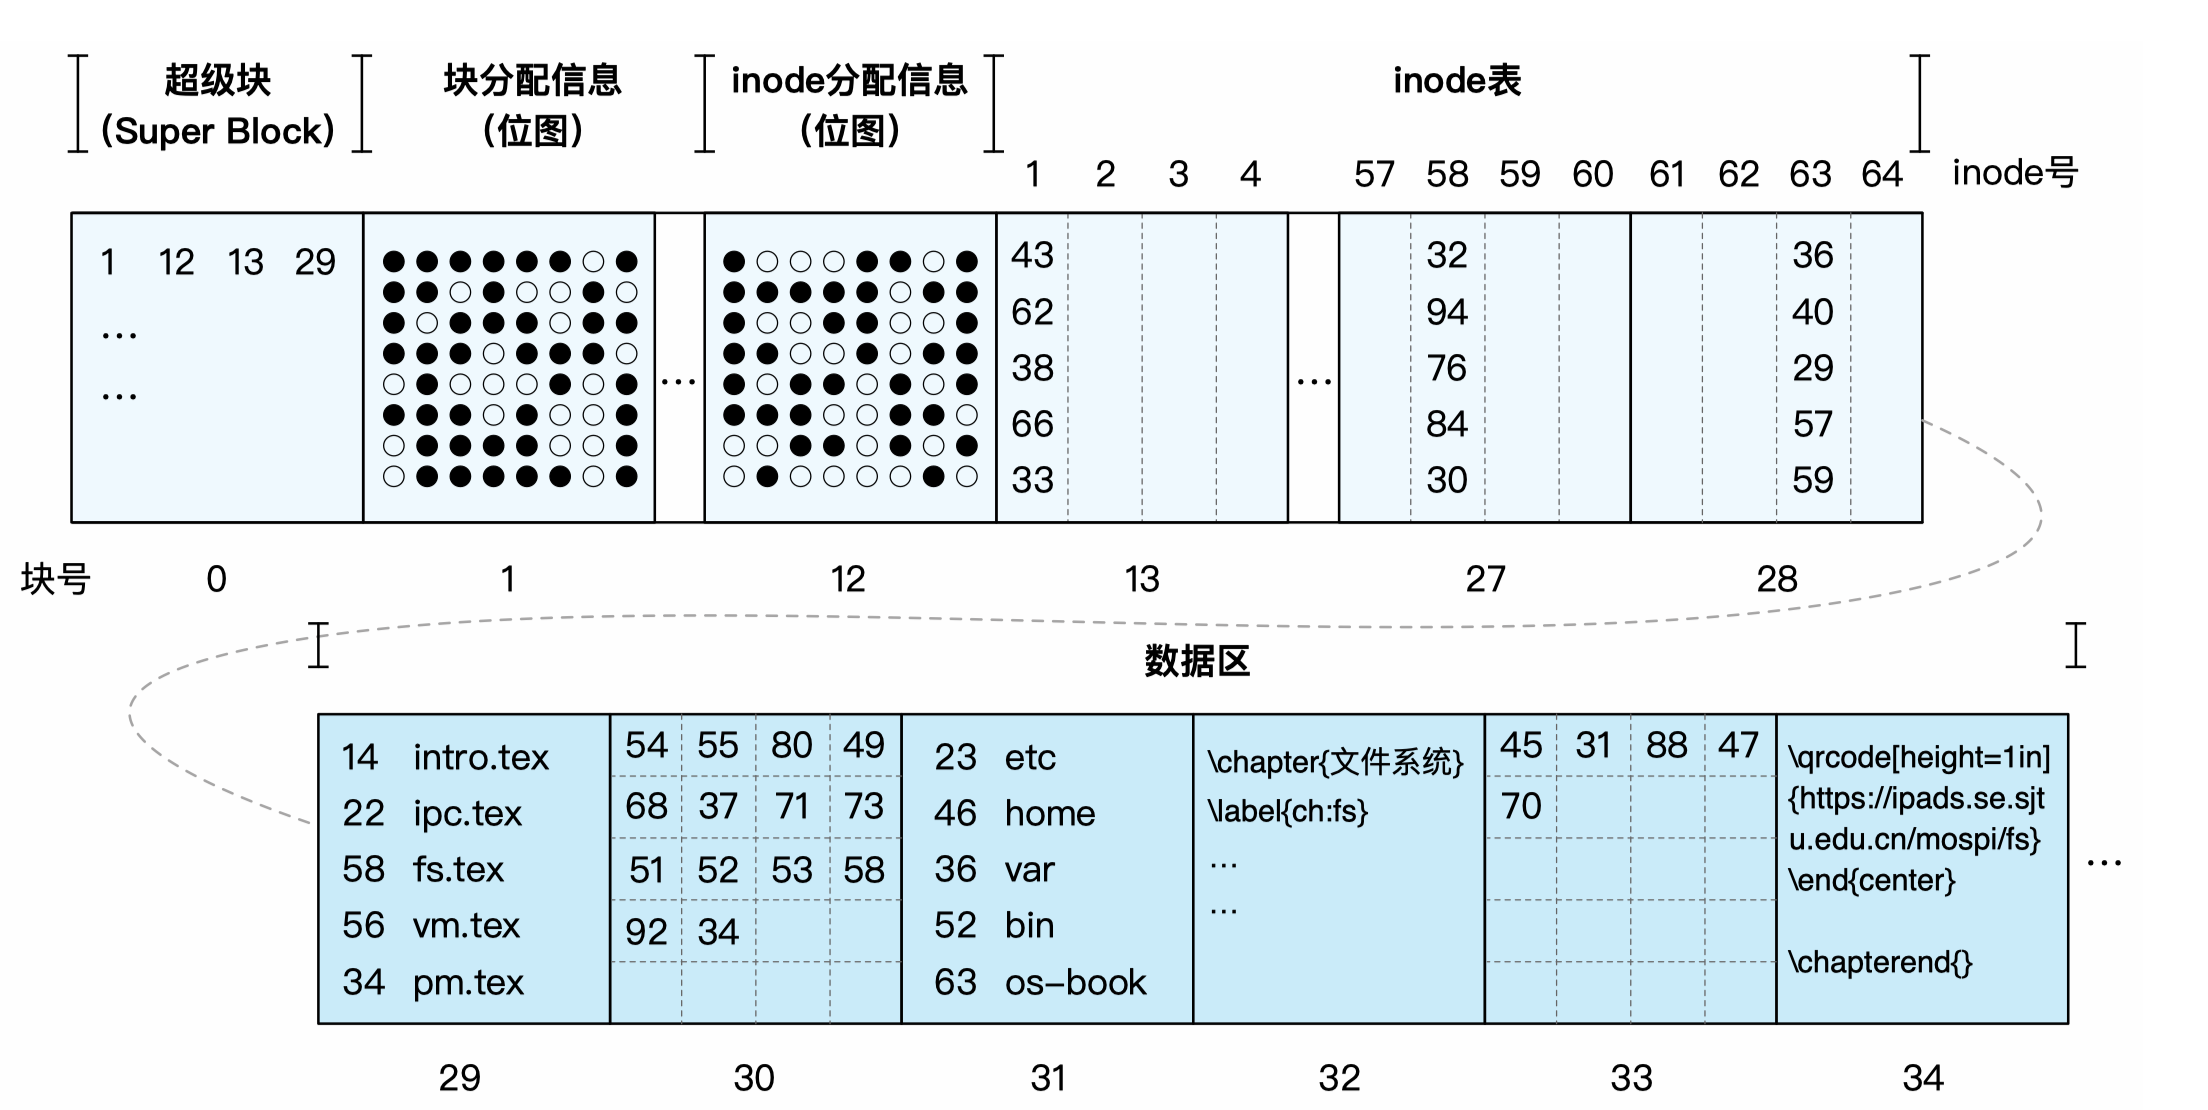 超级块 块分配信息 inode分配信息 inode表
（Super Block） （位图） （位图）
1 2 3 4 57 58 59 60 61 62 63 64 inode号
1 12 13 29 43 32 36
62 94 40
… 38 76 29
… … … 66 84 57
33 30 59
块号 0 1 12 13 27 28
数据区
14 intro.tex
22 ipc.tex
58 fs.tex
56 vm.tex
34 pm.tex
54 55 80 49
68 37 71 73
51 52 53 58
92 34
23 etc
46 home
36 var
52 bin
63 os-book
\chapter{文件系统}
\label{ch:fs}
…
…
45 31 88 47
70
\qrcode[height=1in]
{https://ipads.se.sjt
u.edu.cn/mospi/fs}
\end{center}
\chapterend{}
…
29 30 31 32 33 34